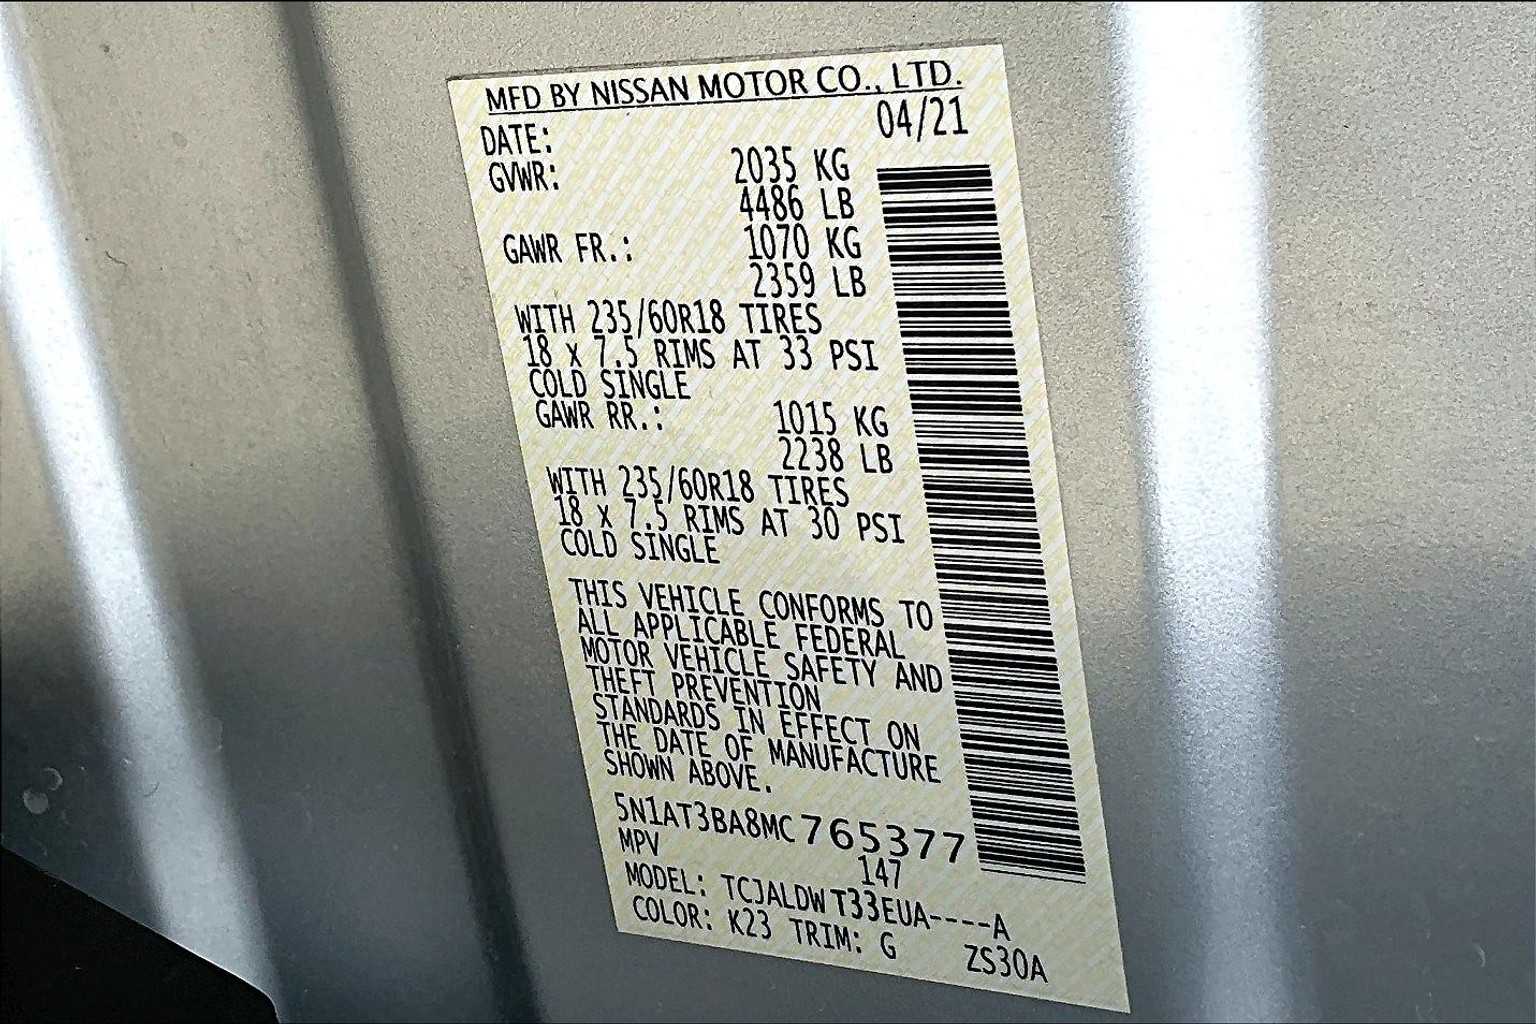 MFD BY NISSAN MOTOR CO., LTD.
DATE: 04/21
GVWR: 2035 KG
4486 LB
GAWR FR.: 1070 KG
2359 LB
WITH 235/60R18 TIRES
18 x 7.5 RIMS AT 33 PSI
COLD SINGLE
GAWR RR.: 1015 KG
2238 LB
WITH 235/60R18 TIRES
18 x 7.5 RIMS AT 30 PSI
COLD SINGLE
THIS VEHICLE CONFORMS TO
ALL APPLICABLE FEDERAL
MOTOR VEHICLE SAFETY AND
THEFT PREVENTION
STANDARDS IN EFFECT ON
THE DATE OF MANUFACTURE
SHOWN ABOVE.
5N1AT3BA8MC765377
MPV 147
MODEL: TCJALDWT33EUA----A
COLOR: K23 TRIM: G ZS30A